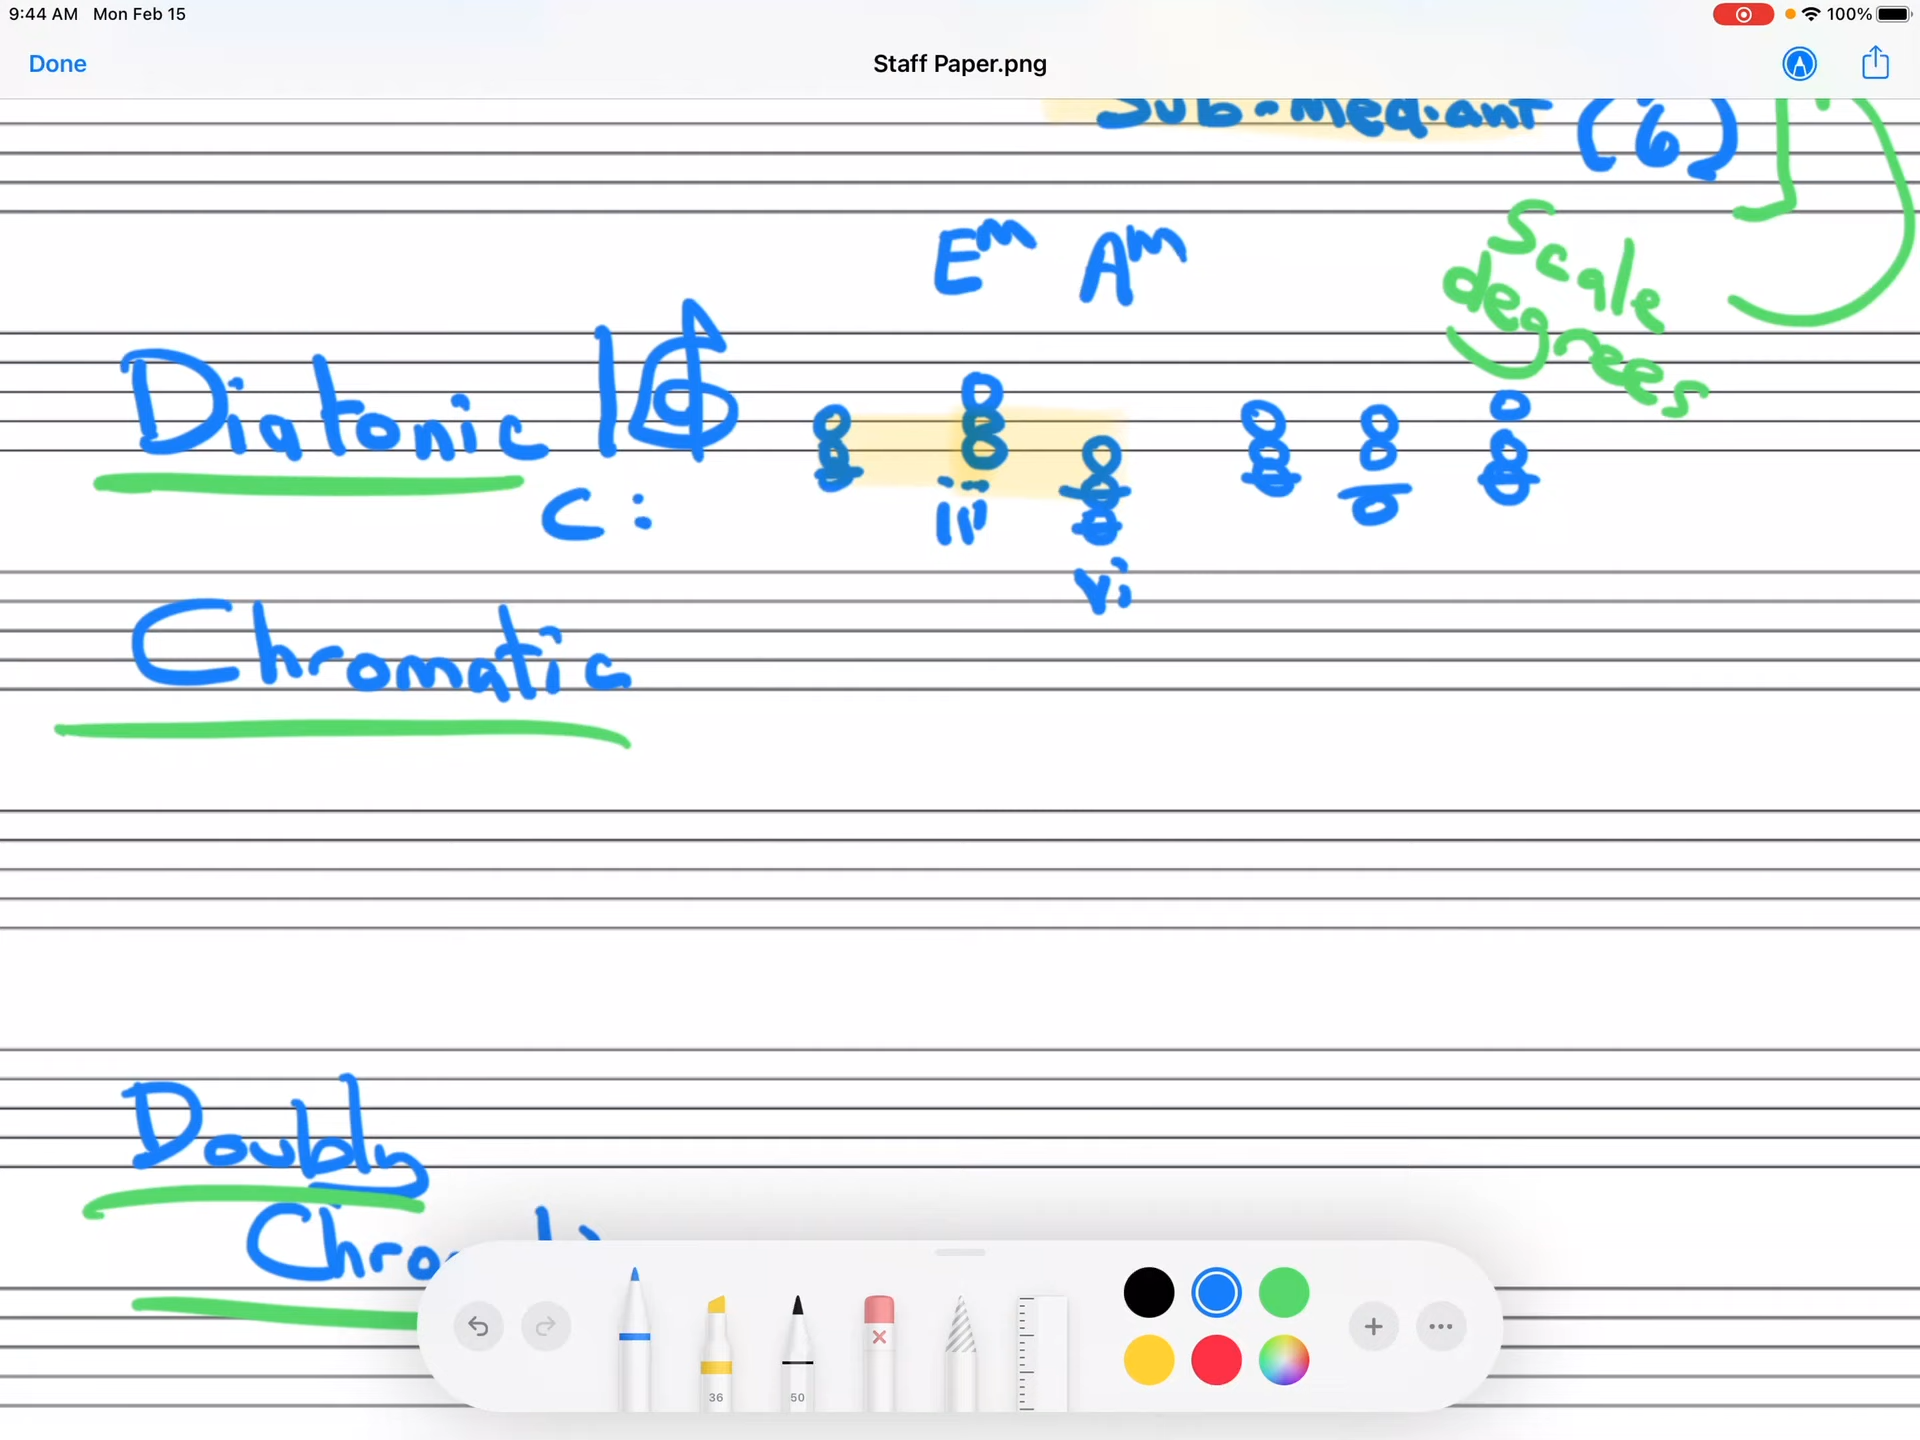 9:44 AM Mon Feb 15
100%
Done
Staff Paper.png
Sub-mediant (6)
Em Am
Scale
degrees
Diatonic
C: iii
vi
Chromatic
Doubly
36
50